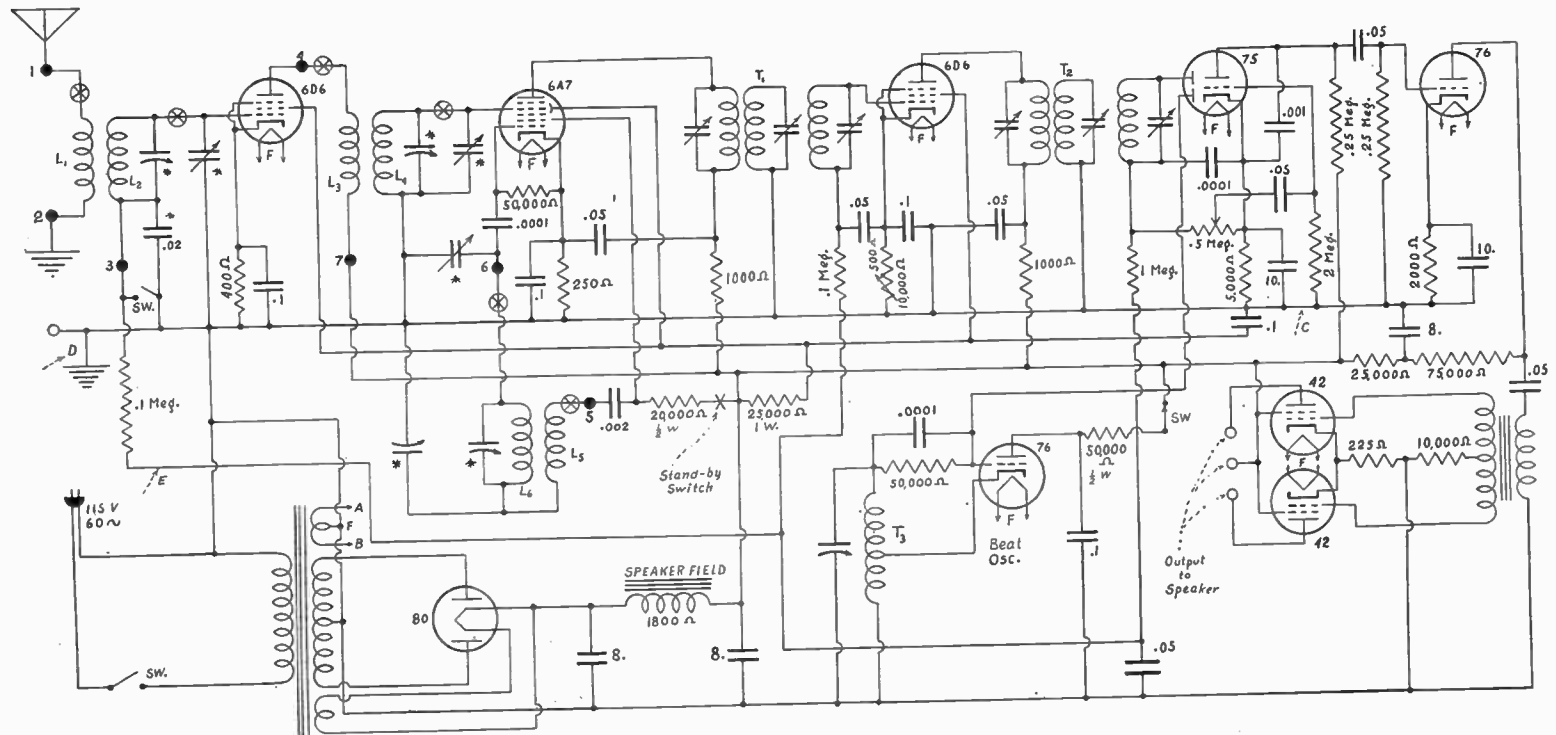 1
2
L₁
L₂
*
*
*
.02
3
SW.
D
.1 Meg.
E
400Ω
.1
F
6D6
4
L₃
7
L₄
*
*
6A7
F
50,000Ω
.0001
*
6
.1
250Ω
.05
1000Ω
T₁
.05
.1
.1 Meg.
500Ω
10,000Ω
6D6
F
.05
1000Ω
T₂
75
F
.0001
.05
.001
.5 Meg.
1 Meg.
5,000Ω
10.
2 Meg.
.1
C
.25 Meg.
.25 Meg.
.05
76
F
2000Ω
10.
8.
25,000Ω
75,000Ω
.05
*
*
L₆
L₅
5
.002
20,000Ω
½ W
25,000Ω
1 W.
Stand-by
Switch
.0001
50,000Ω
T₃
76
F
Beat
Osc.
50,000
Ω
½ W
SW
.1
.05
42
F
42
225Ω
10,000Ω
Output
to
Speaker
115 V
60~
SW.
A
F
B
80
SPEAKER FIELD
1800Ω
8.
8.